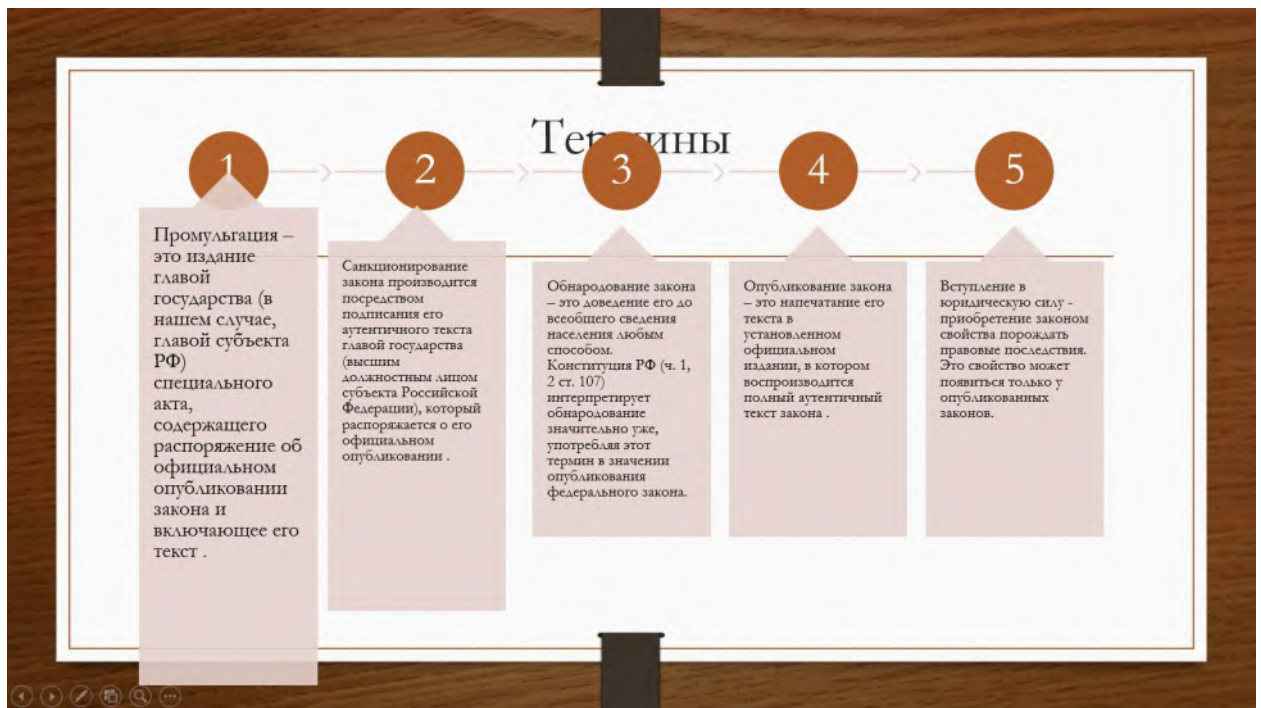 Термины
1
Промульгация –
это издание
главой
государства (в
нашем случае,
главой субъекта
РФ)
специального
акта,
содержащего
распоряжение об
официальном
опубликовании
закона и
включающее его
текст .
2
Санкционирование
закона производится
посредством
подписания его
аутентичного текста
главой государства
(высшим
должностным лицом
субъекта Российской
Федерации), который
распоряжается о его
официальном
опубликовании .
3
Обнародование закона
– это доведение его до
всеобщего сведения
населения любым
способом.
Конституция РФ (ч. 1,
2 ст. 107)
интерпретирует
обнародование
значительно уже,
употребляя этот
термин в значении
опубликования
федерального закона.
4
Опубликование закона
– это напечатание его
текста в
установленном
официальном
издании, в котором
воспроизводится
полный аутентичный
текст закона .
5
Вступление в
юридическую силу -
приобретение законом
свойства порождать
правовые последствия.
Это свойство может
появиться только у
опубликованных
законов.